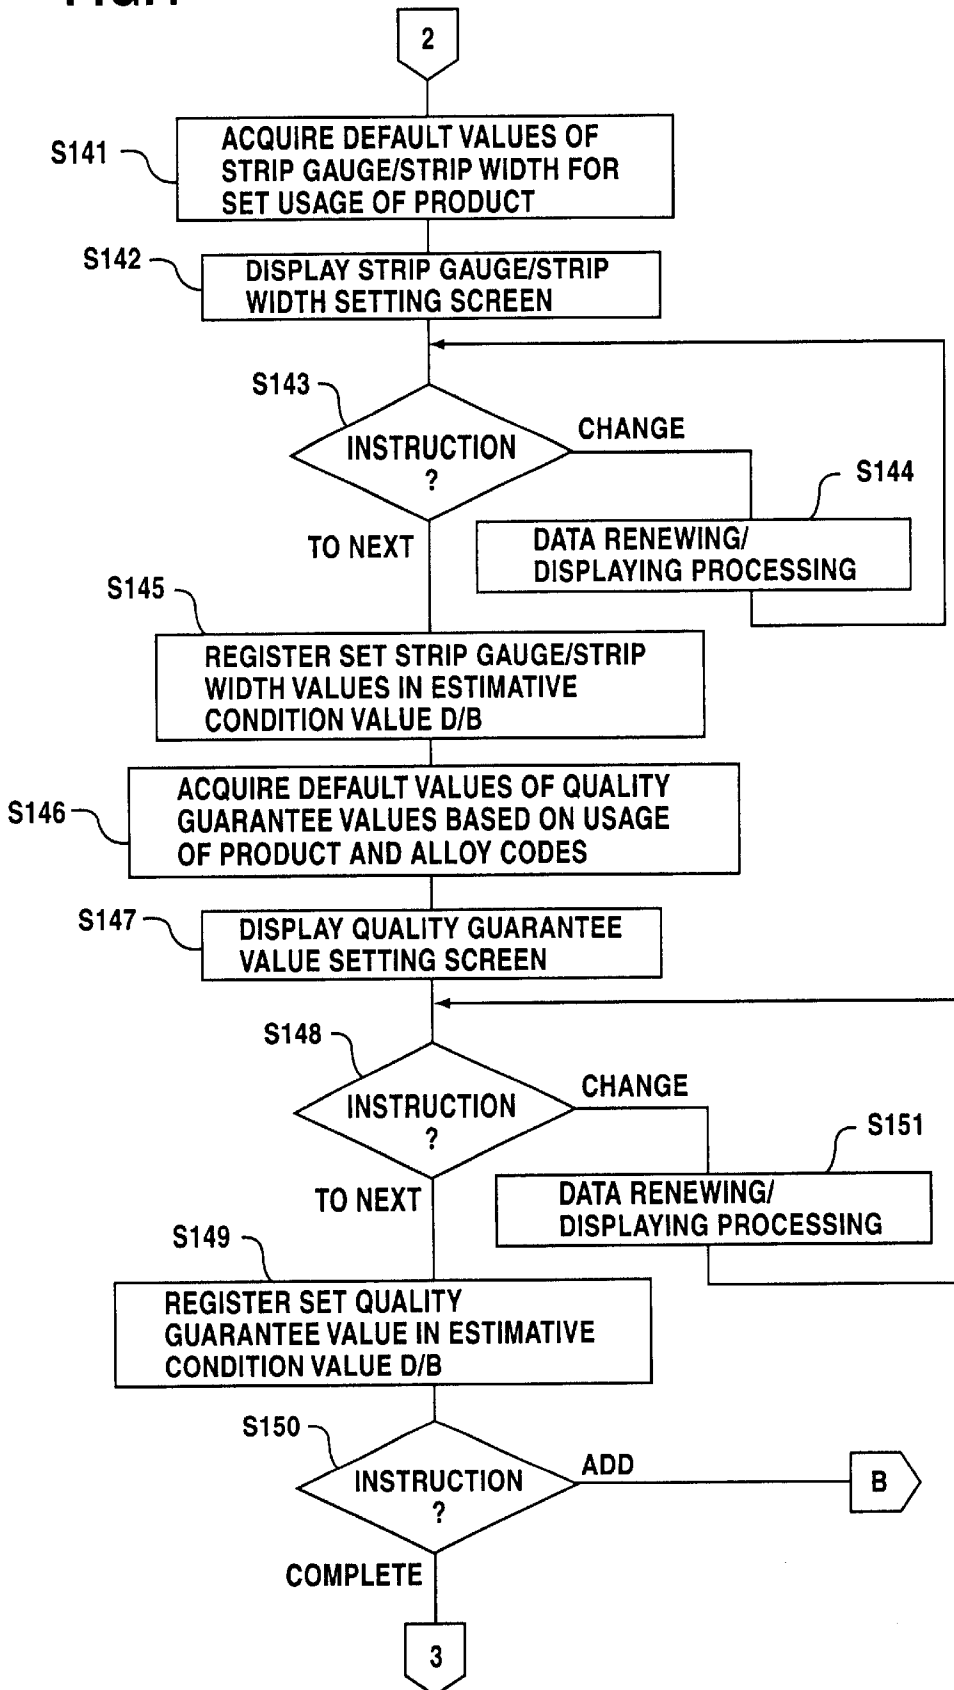 2
S141
ACQUIRE DEFAULT VALUES OF
STRIP GAUGE/STRIP WIDTH FOR
SET USAGE OF PRODUCT
S142
DISPLAY STRIP GAUGE/STRIP
WIDTH SETTING SCREEN
S143
INSTRUCTION
?
CHANGE
S144
DATA RENEWING/
DISPLAYING PROCESSING
TO NEXT
S145
REGISTER SET STRIP GAUGE/STRIP
WIDTH VALUES IN ESTIMATIVE
CONDITION VALUE D/B
S146
ACQUIRE DEFAULT VALUES OF QUALITY
GUARANTEE VALUES BASED ON USAGE
OF PRODUCT AND ALLOY CODES
S147
DISPLAY QUALITY GUARANTEE
VALUE SETTING SCREEN
S148
INSTRUCTION
?
CHANGE
S151
DATA RENEWING/
DISPLAYING PROCESSING
TO NEXT
S149
REGISTER SET QUALITY
GUARANTEE VALUE IN ESTIMATIVE
CONDITION VALUE D/B
S150
INSTRUCTION
?
ADD
B
COMPLETE
3